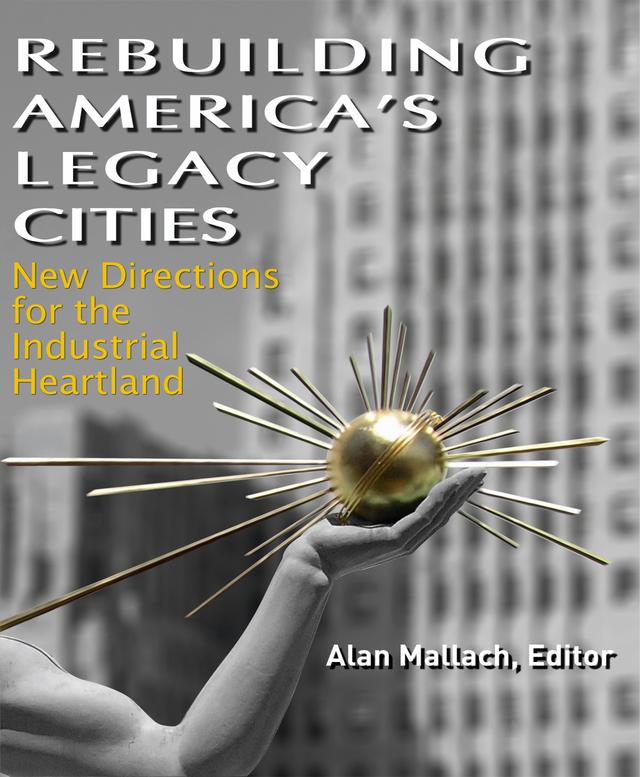 REBUILDING
AMERICA'S
LEGACY
CITIES
New Directions
for the
Industrial
Heartland
Alan Mallach, Editor